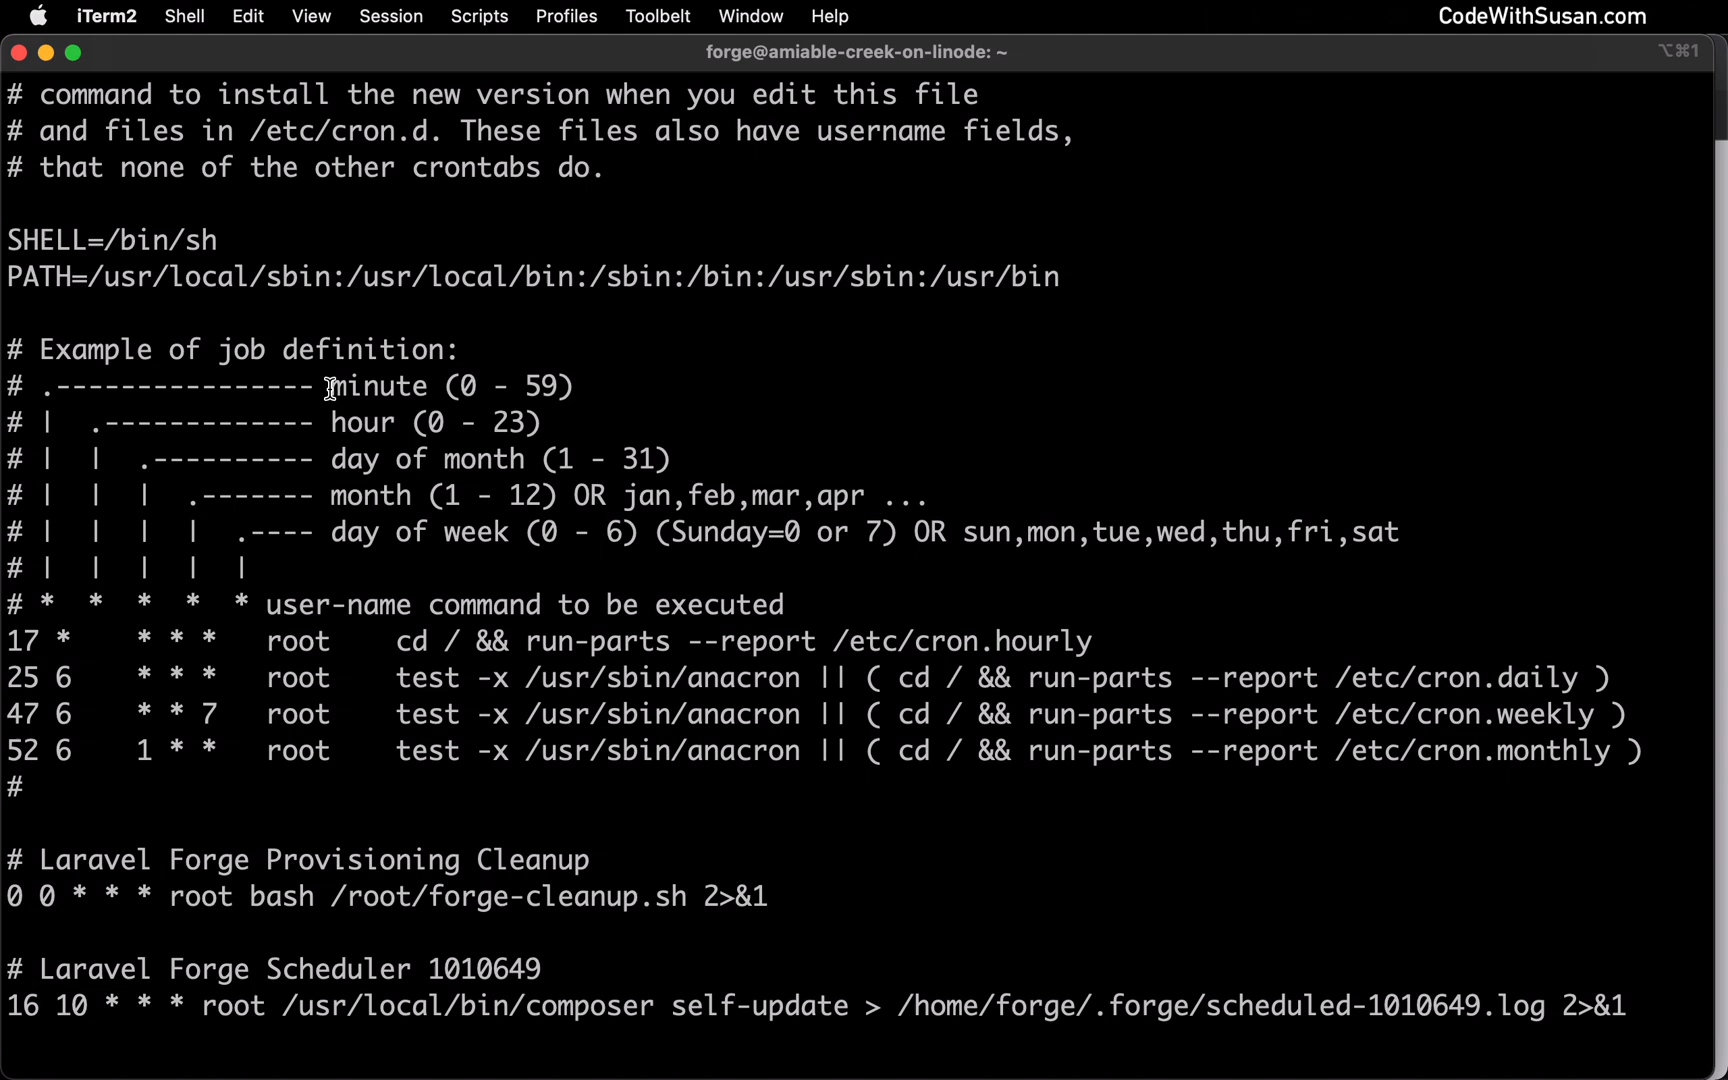 iTerm2 Shell Edit View Session Scripts Profiles Toolbelt Window Help CodeWithSusan.com
forge@amiable-creek-on-linode: ~ ⌥⌘1
# command to install the new version when you edit this file
# and files in /etc/cron.d. These files also have username fields,
# that none of the other crontabs do.
SHELL=/bin/sh
PATH=/usr/local/sbin:/usr/local/bin:/sbin:/bin:/usr/sbin:/usr/bin
# Example of job definition:
# .---------------- minute (0 - 59)
# |  .------------- hour (0 - 23)
# |  |  .---------- day of month (1 - 31)
# |  |  |  .------- month (1 - 12) OR jan,feb,mar,apr ...
# |  |  |  |  .---- day of week (0 - 6) (Sunday=0 or 7) OR sun,mon,tue,wed,thu,fri,sat
# |  |  |  |  |
# *  *  *  *  * user-name command to be executed
17 *    * * *   root    cd / && run-parts --report /etc/cron.hourly
25 6    * * *   root    test -x /usr/sbin/anacron || ( cd / && run-parts --report /etc/cron.daily )
47 6    * * 7   root    test -x /usr/sbin/anacron || ( cd / && run-parts --report /etc/cron.weekly )
52 6    1 * *   root    test -x /usr/sbin/anacron || ( cd / && run-parts --report /etc/cron.monthly )
#
# Laravel Forge Provisioning Cleanup
0 0 * * * root bash /root/forge-cleanup.sh 2>&1
# Laravel Forge Scheduler 1010649
16 10 * * * root /usr/local/bin/composer self-update > /home/forge/.forge/scheduled-1010649.log 2>&1